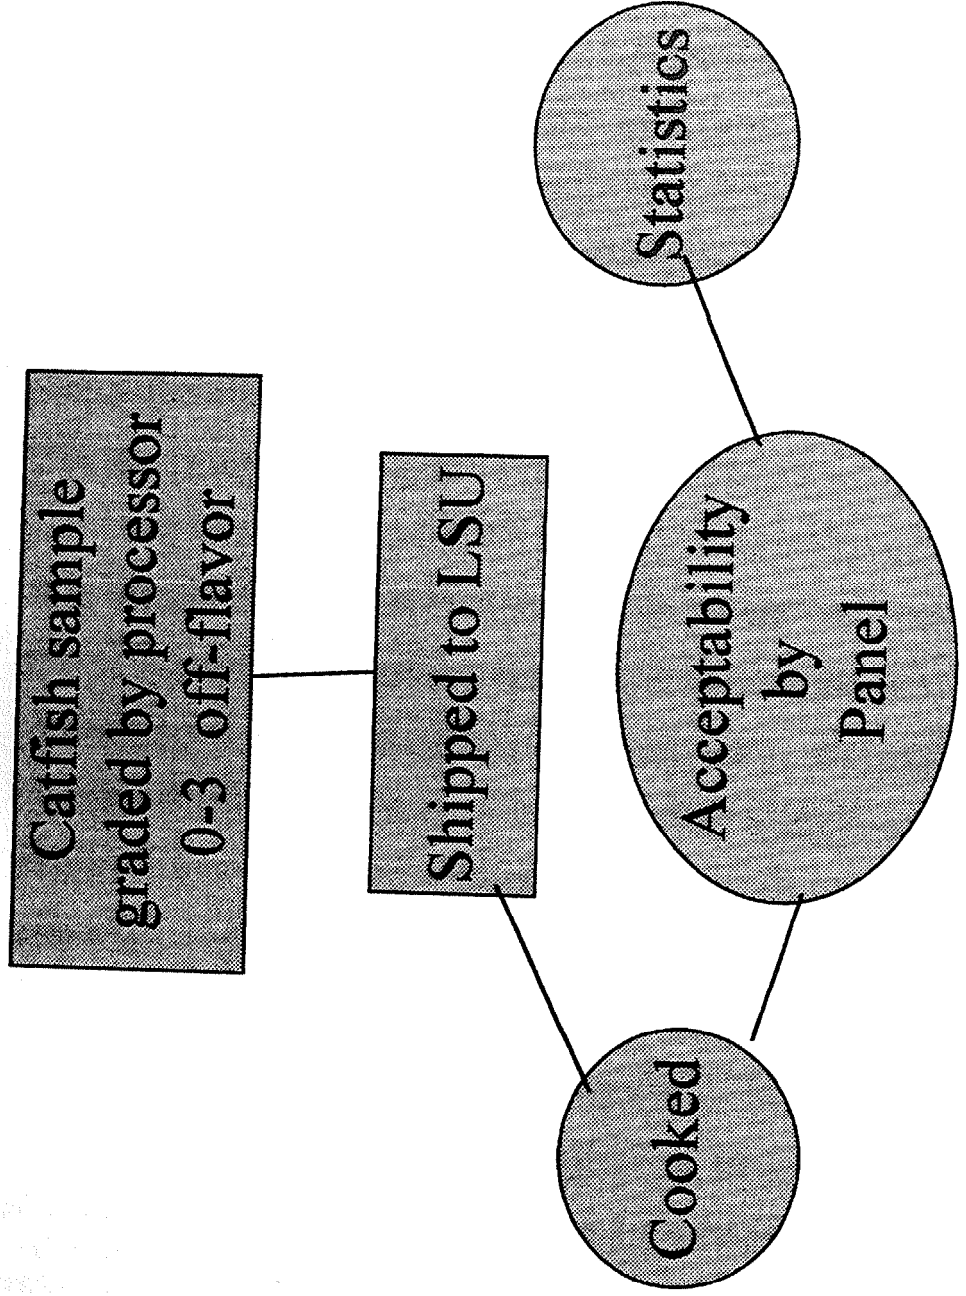 Catfish sample
graded by processor
0-3 off-flavor
Shipped to LSU
Cooked
Acceptability
by
Panel
Statistics